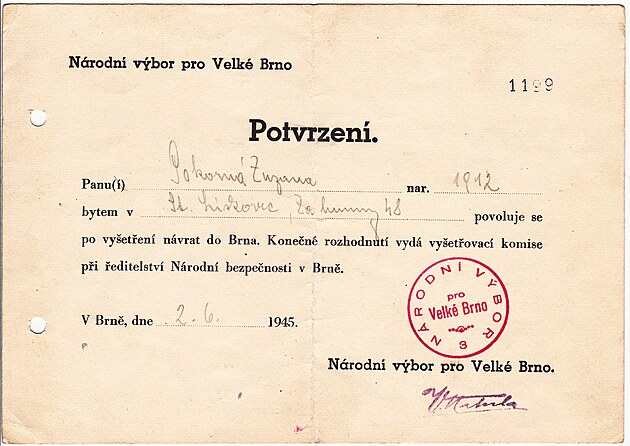 Národní výbor pro Velké Brno
1199
Potvrzení.
Panu(í) Pokorná Zuzana nar. 1912
bytem v St. Lískovec, Za humny 48 povoluje se
po vyšetření návrat do Brna. Konečné rozhodnutí vydá vyšetřovací komise
při ředitelství Národní bezpečnosti v Brně.
V Brně, dne 2. 6. 1945.
NÁRODNÍ VÝBOR
pro
Velké Brno
3
Národní výbor pro Velké Brno.